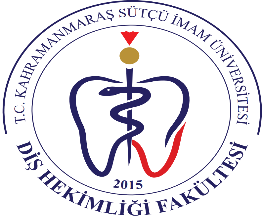 T.C. KAHRAMANMARAŞ SÜTÇÜ İMAM ÜNİVERSİTESİ
2015
DİŞ HEKİMLİĞİ FAKÜLTESİ